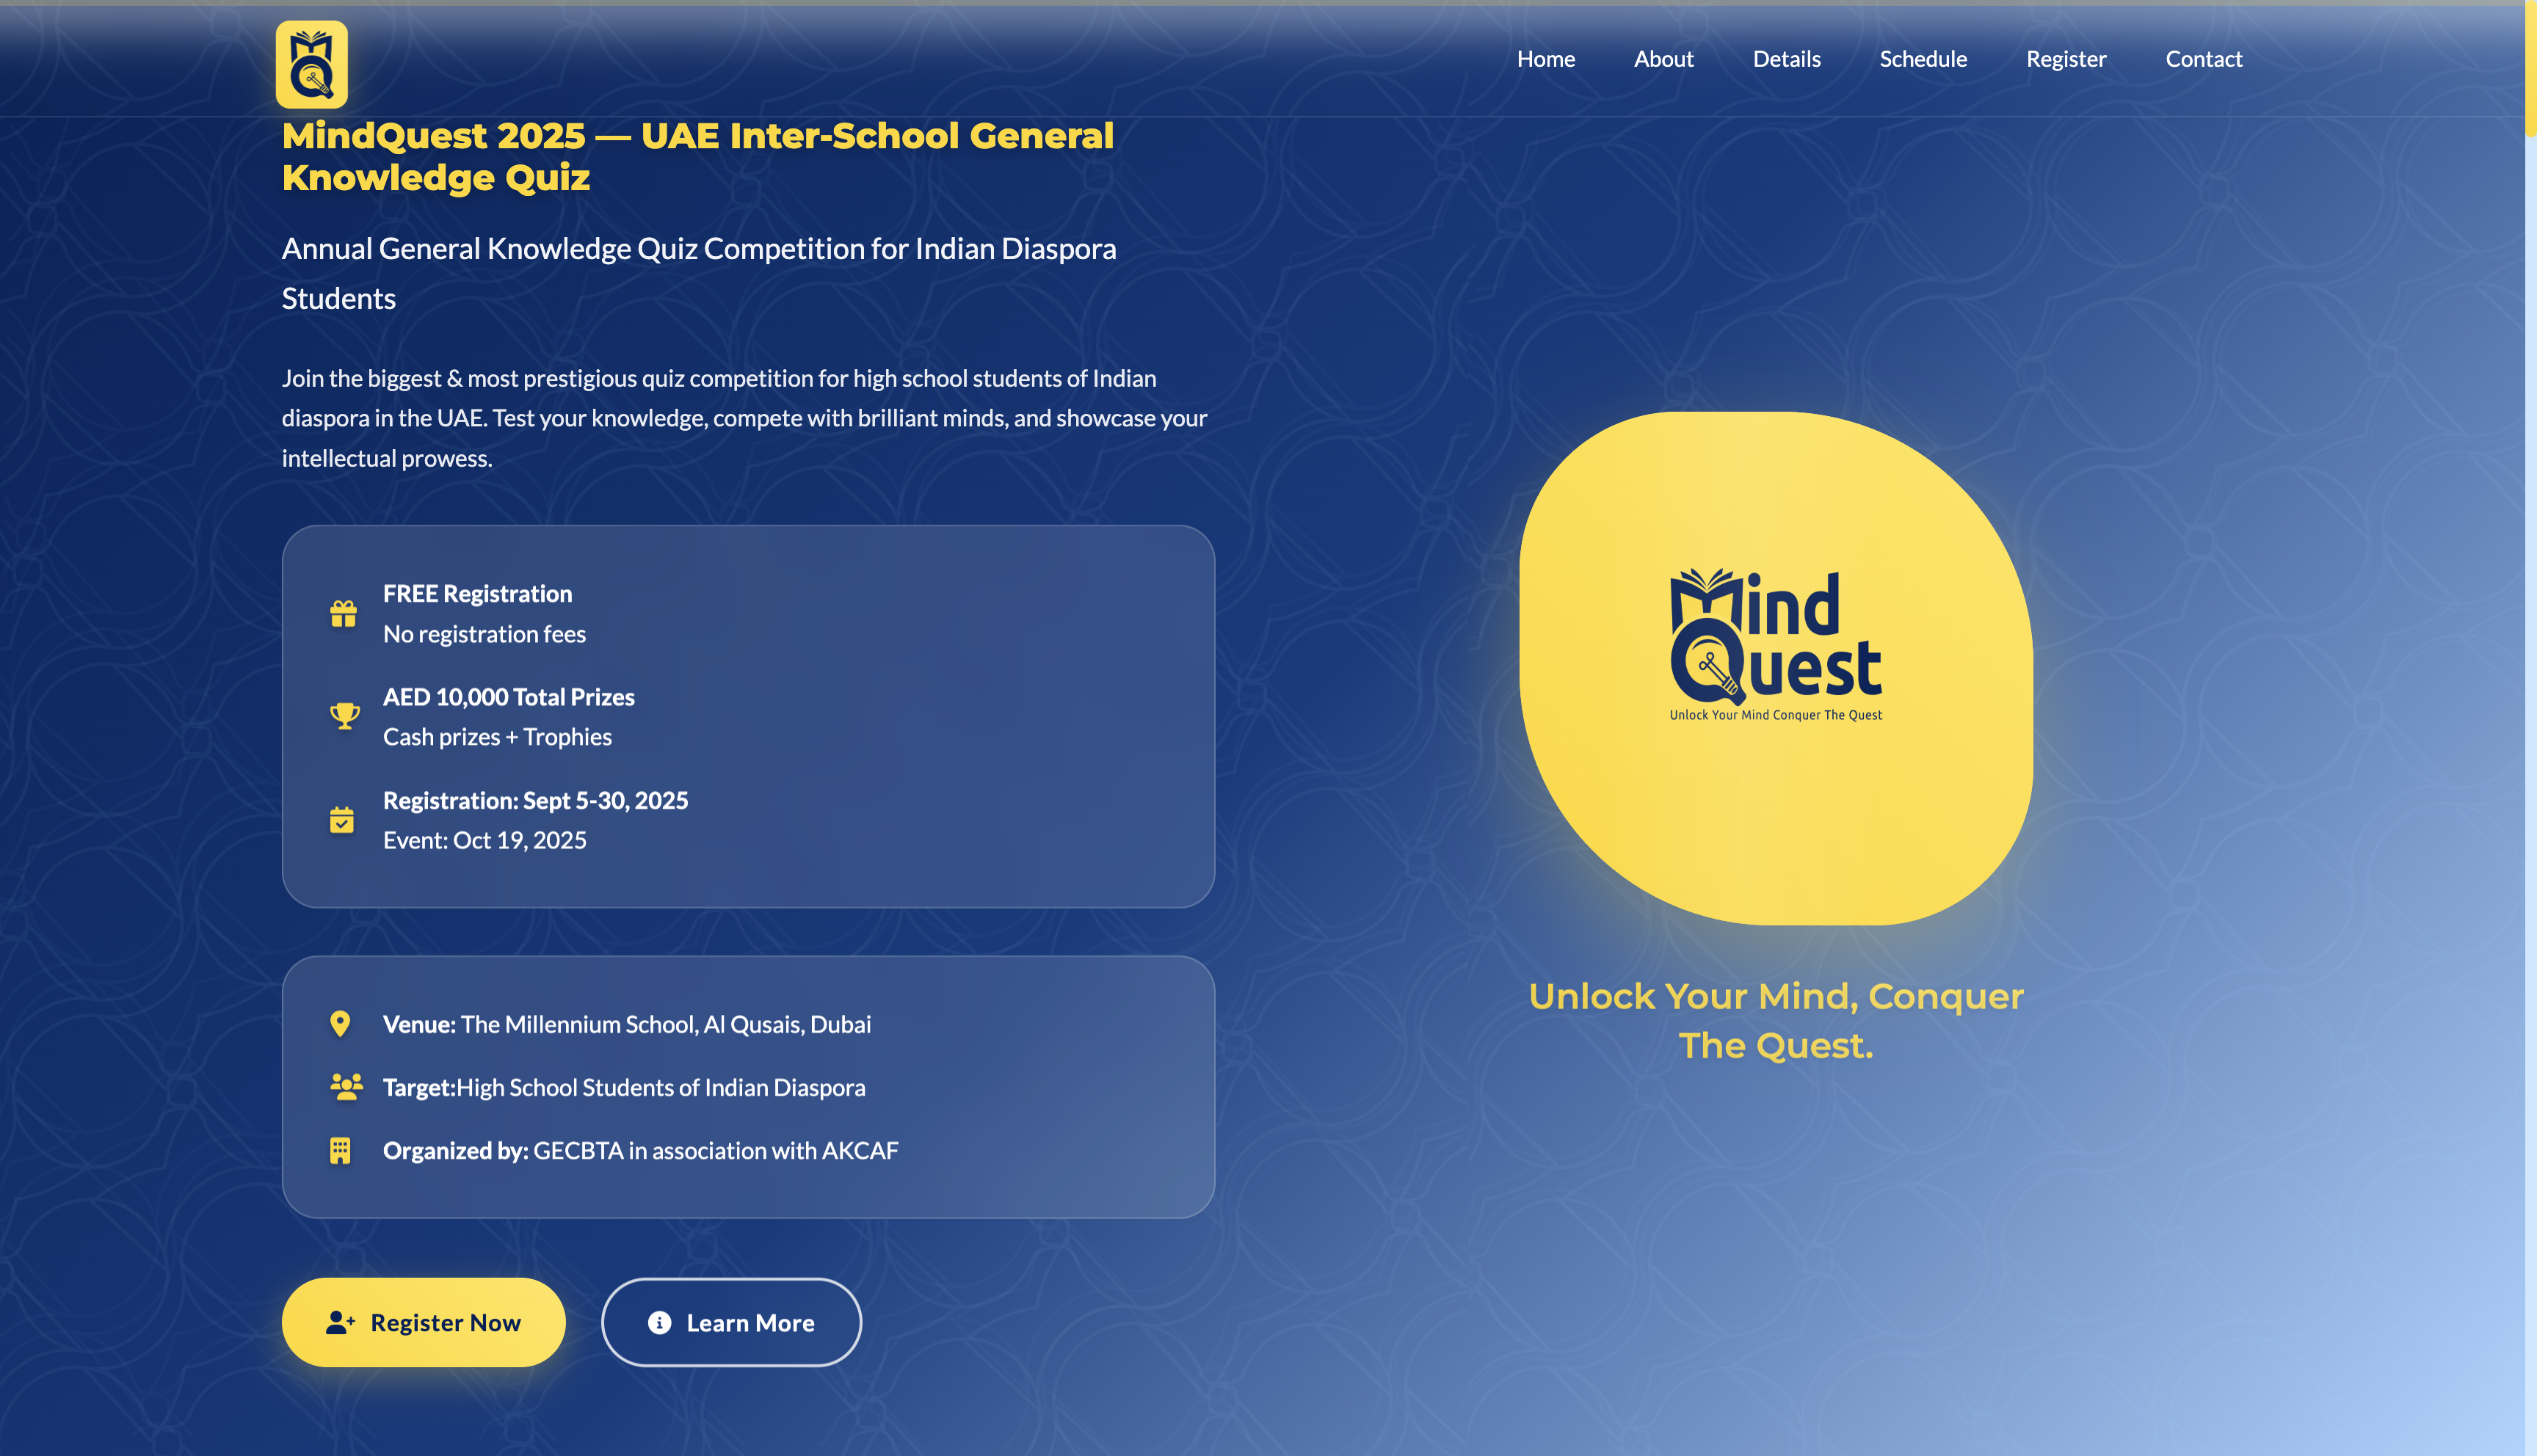 Home About Details Schedule Register Contact
MindQuest 2025 — UAE Inter-School General
Knowledge Quiz
Annual General Knowledge Quiz Competition for Indian Diaspora
Students
Join the biggest & most prestigious quiz competition for high school students of Indian
diaspora in the UAE. Test your knowledge, compete with brilliant minds, and showcase your
intellectual prowess.
FREE Registration
No registration fees
AED 10,000 Total Prizes
Cash prizes + Trophies
Registration: Sept 5-30, 2025
Event: Oct 19, 2025
Venue: The Millennium School, Al Qusais, Dubai
Target:High School Students of Indian Diaspora
Organized by: GECBTA in association with AKCAF
Register Now
Learn More
Mind
Quest
Unlock Your Mind Conquer The Quest
Unlock Your Mind, Conquer
The Quest.